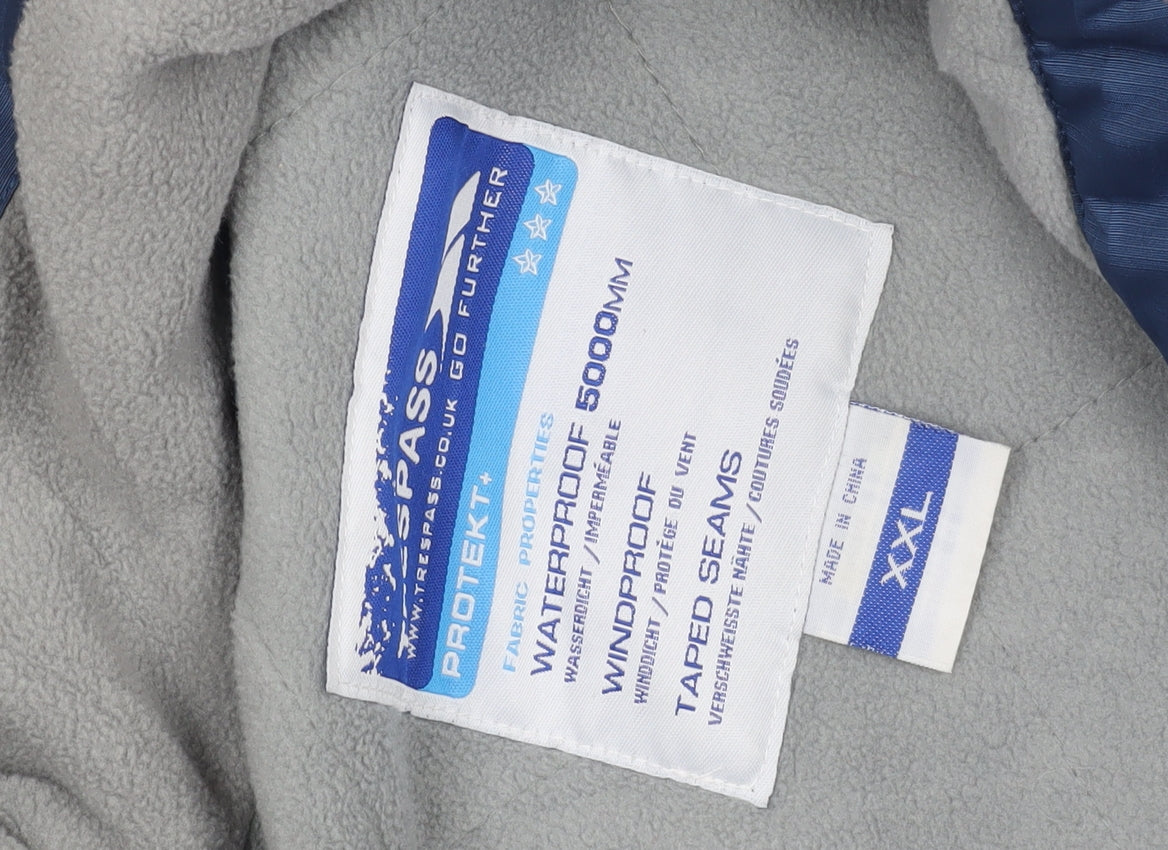 TRESPASS
WWW.TRESPASS.CO.UK GO FURTHER
PROTEKT+
FABRIC PROPERTIES
WATERPROOF 5000MM
WASSERDICHT / IMPERMÉABLE
WINDPROOF
WINDDICHT / PROTÈGE DU VENT
TAPED SEAMS
VERSCHWEISSTE NÄHTE / COUTURES SOUDÉES
MADE IN CHINA
XXL